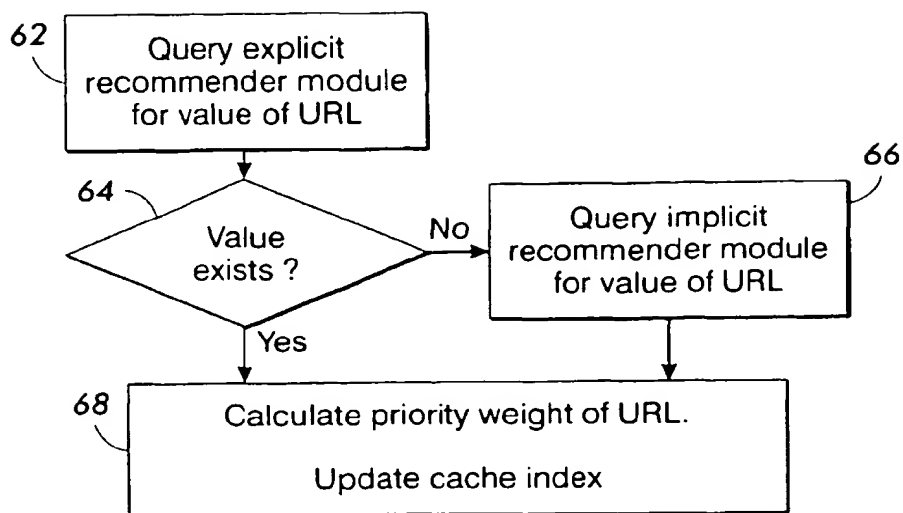 62
Query explicit
recommender module
for value of URL
64
Value
exists ?
No
66
Query implicit
recommender module
for value of URL
Yes
68
Calculate priority weight of URL.
Update cache index